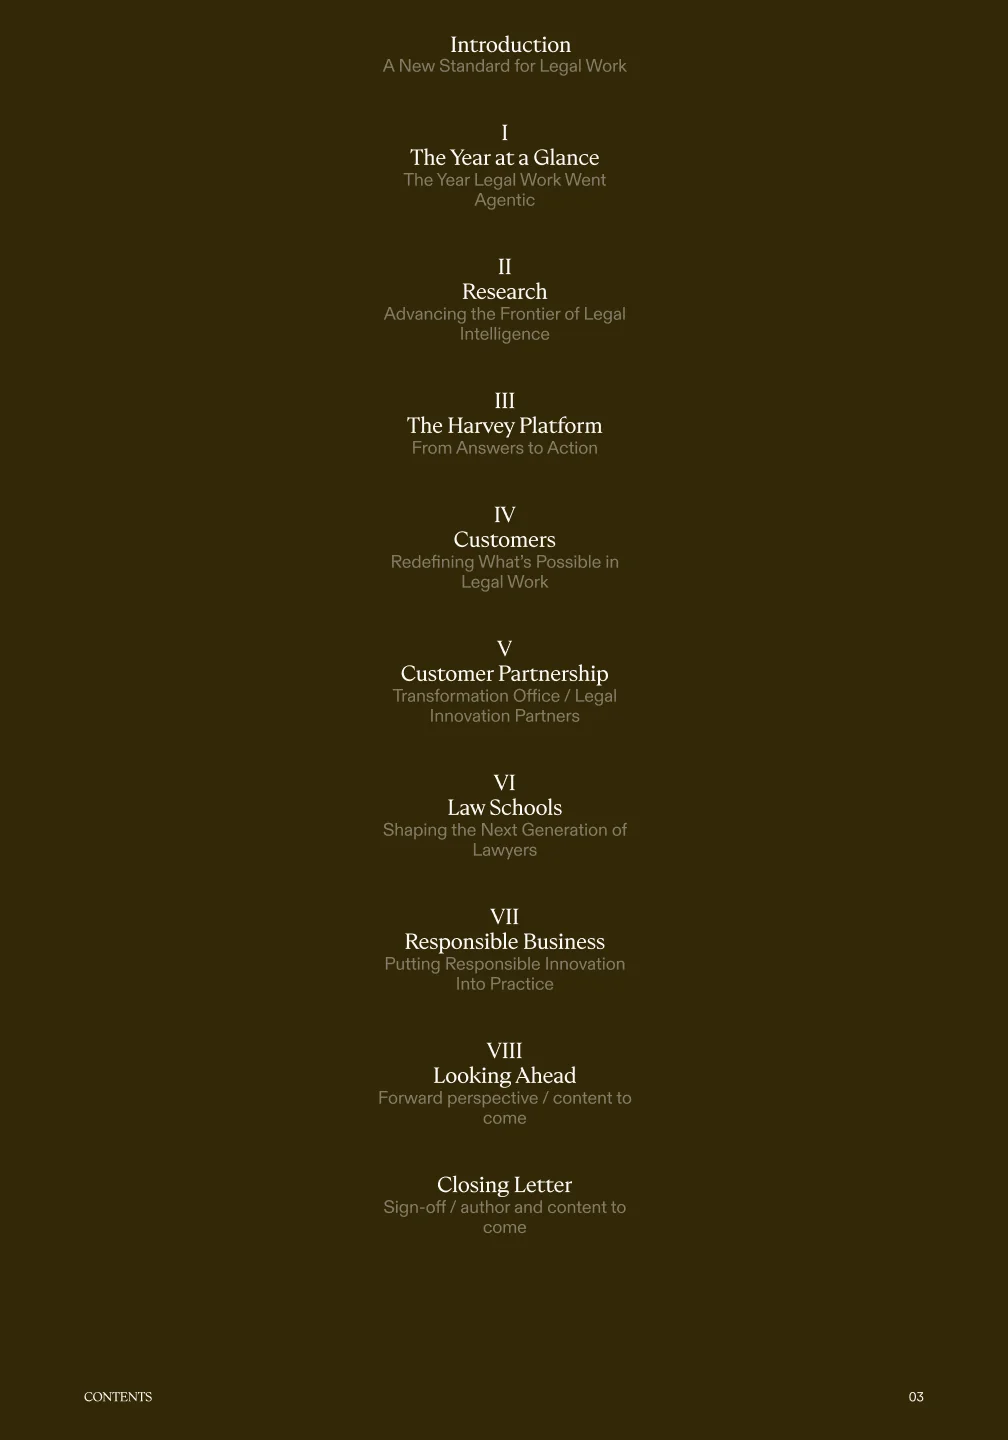 Introduction
A New Standard for Legal Work
I
The Year at a Glance
The Year Legal Work Went
Agentic
II
Research
Advancing the Frontier of Legal
Intelligence
III
The Harvey Platform
From Answers to Action
IV
Customers
Redefining What’s Possible in
Legal Work
V
Customer Partnership
Transformation Office / Legal
Innovation Partners
VI
Law Schools
Shaping the Next Generation of
Lawyers
VII
Responsible Business
Putting Responsible Innovation
Into Practice
VIII
Looking Ahead
Forward perspective / content to
come
Closing Letter
Sign-off / author and content to
come
CONTENTS
03